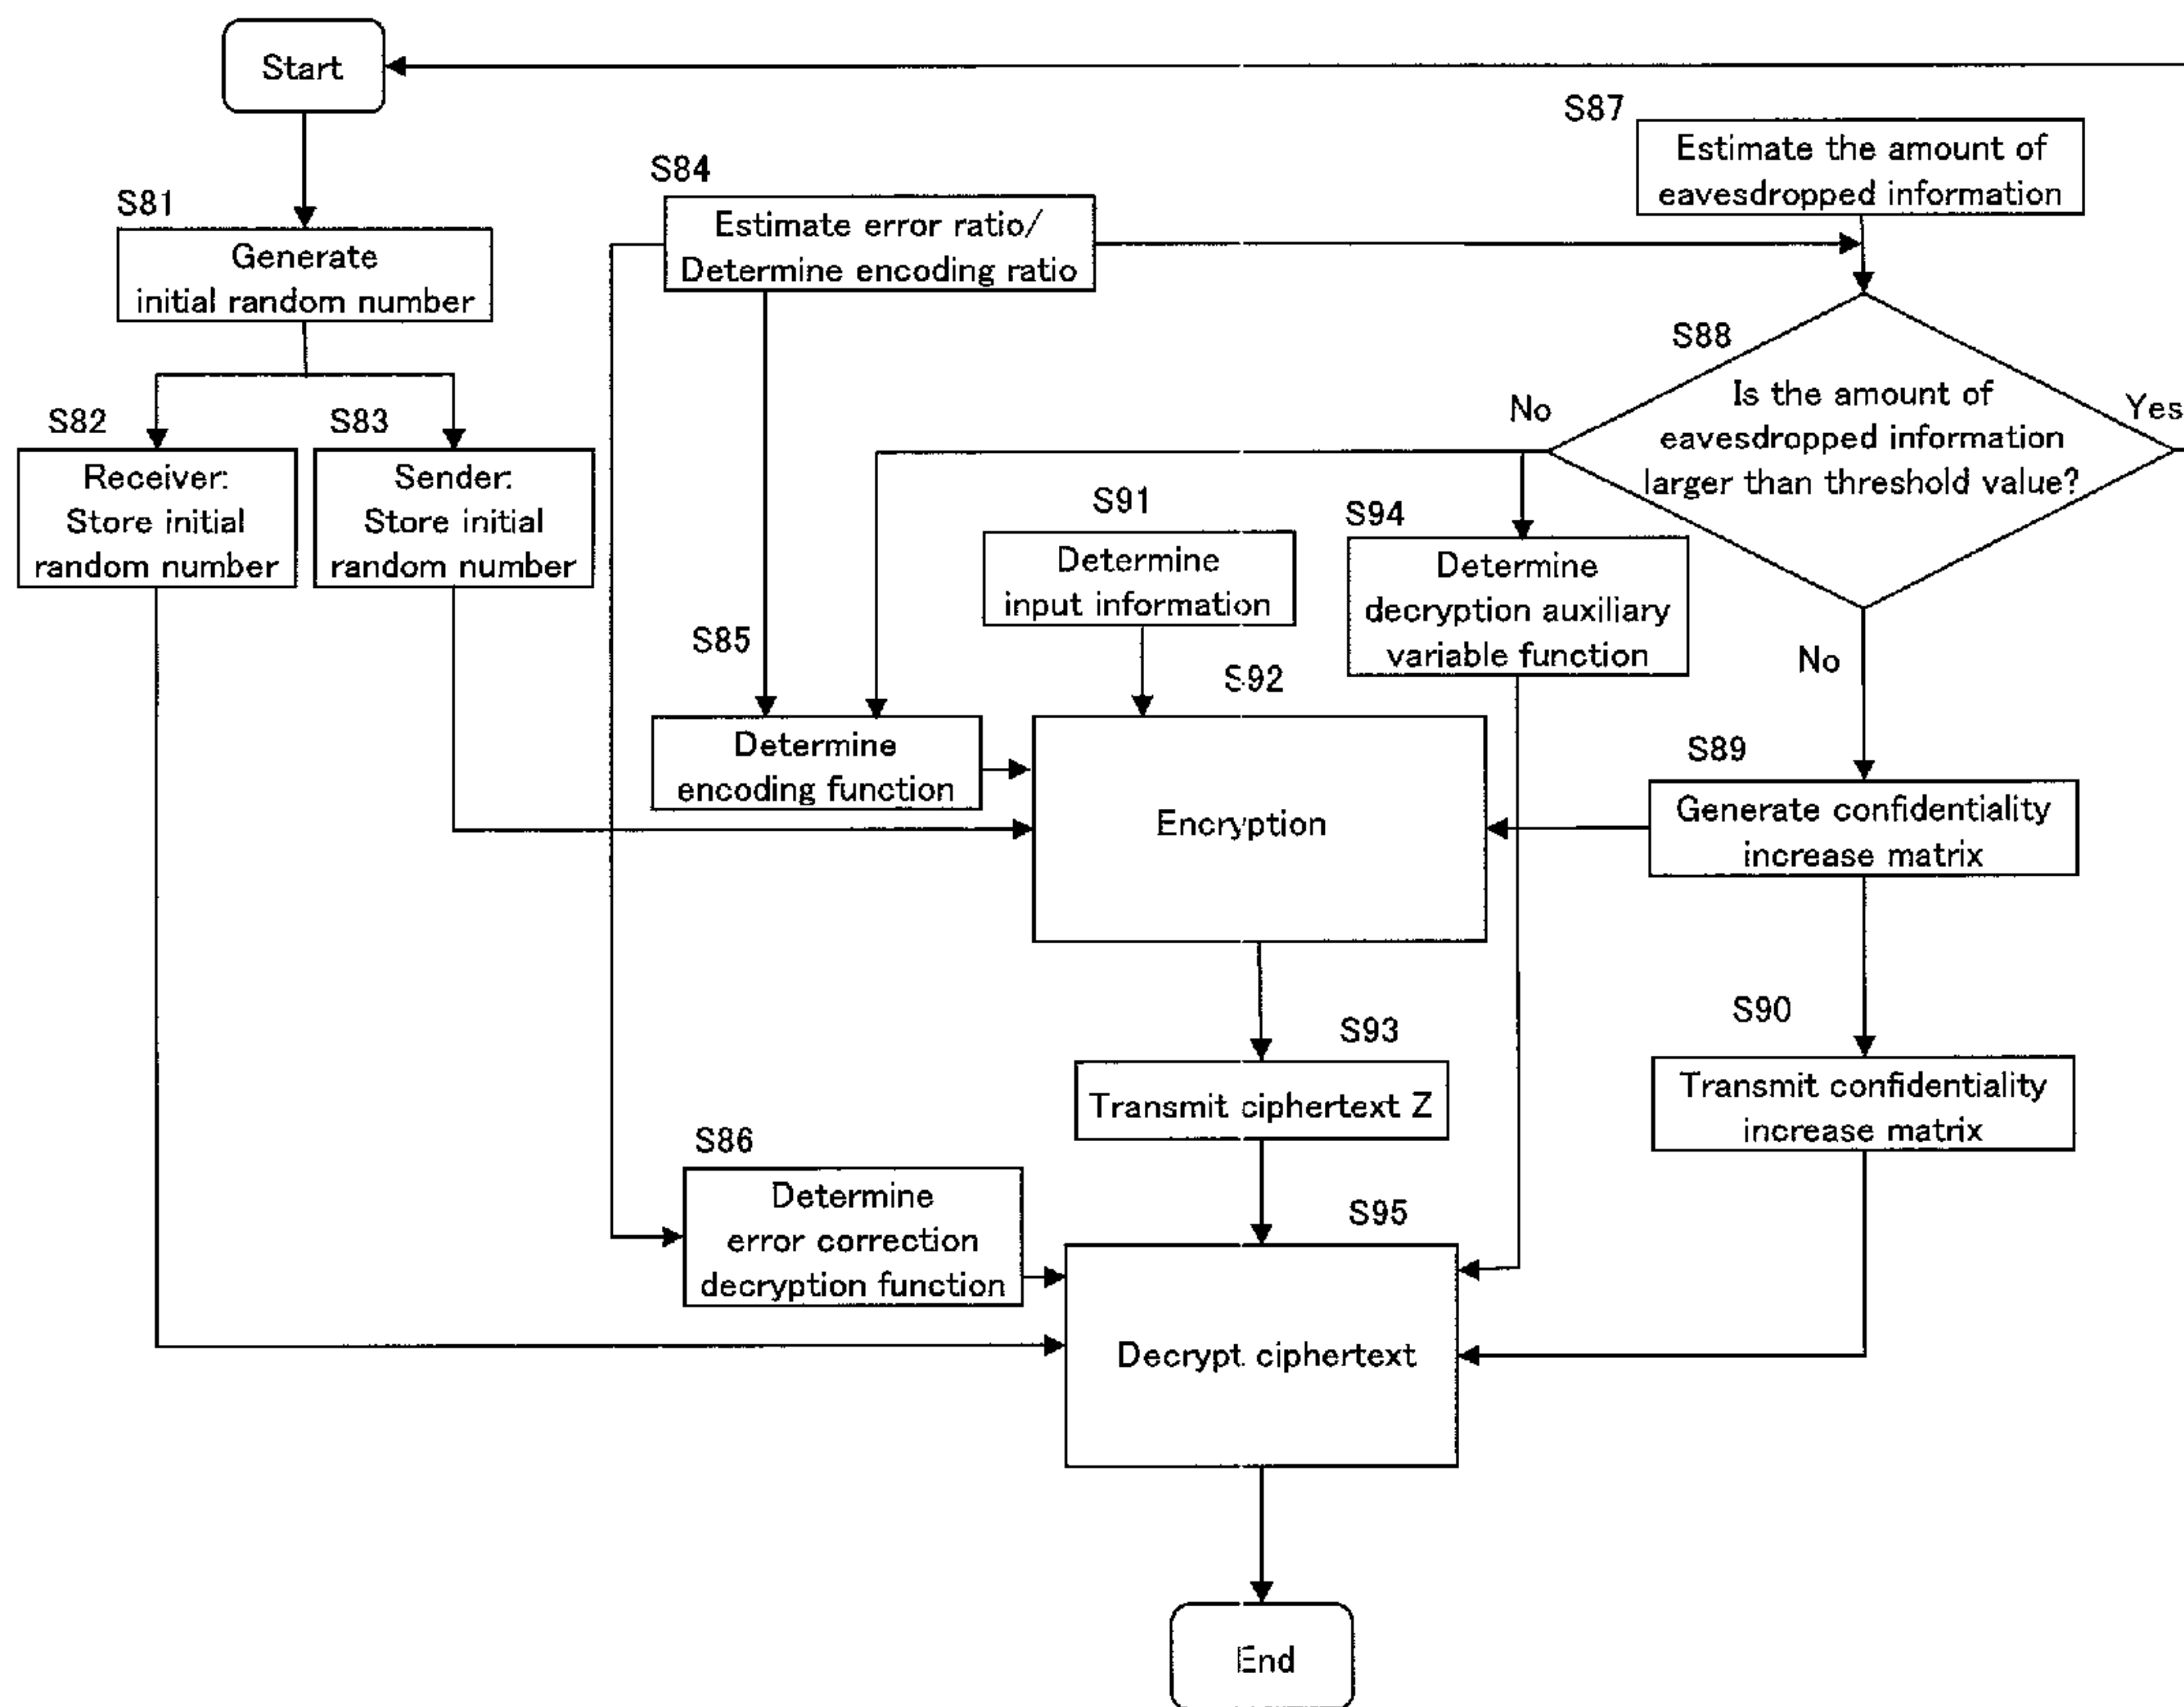 Start
S87
Estimate the amount of
eavesdropped information
S84
Estimate error ratio/
Determine encoding ratio
S81
Generate
initial random number
S88
Is the amount of
eavesdropped information
larger than threshold value?
No
Yes
S82
Receiver:
Store initial
random number
S83
Sender:
Store initial
random number
S91
Determine
input information
S94
Determine
decryption auxiliary
variable function
No
S85
Determine
encoding function
S92
Encryption
S89
Generate confidentiality
increase matrix
S93
Transmit ciphertext Z
S90
Transmit confidentiality
increase matrix
S86
Determine
error correction
decryption function
S95
Decrypt ciphertext
End